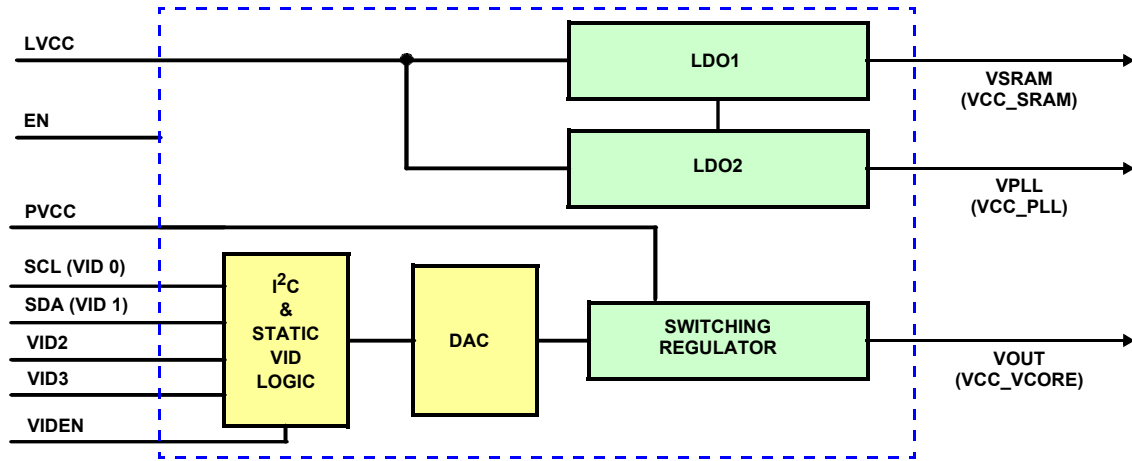 LVCC
LDO1
VSRAM
(VCC_SRAM)
EN
LDO2
VPLL
(VCC_PLL)
PVCC
SCL (VID 0)
SDA (VID 1)
VID2
VID3
VIDEN
I²C
&
STATIC
VID
LOGIC
DAC
SWITCHING
REGULATOR
VOUT
(VCC_VCORE)